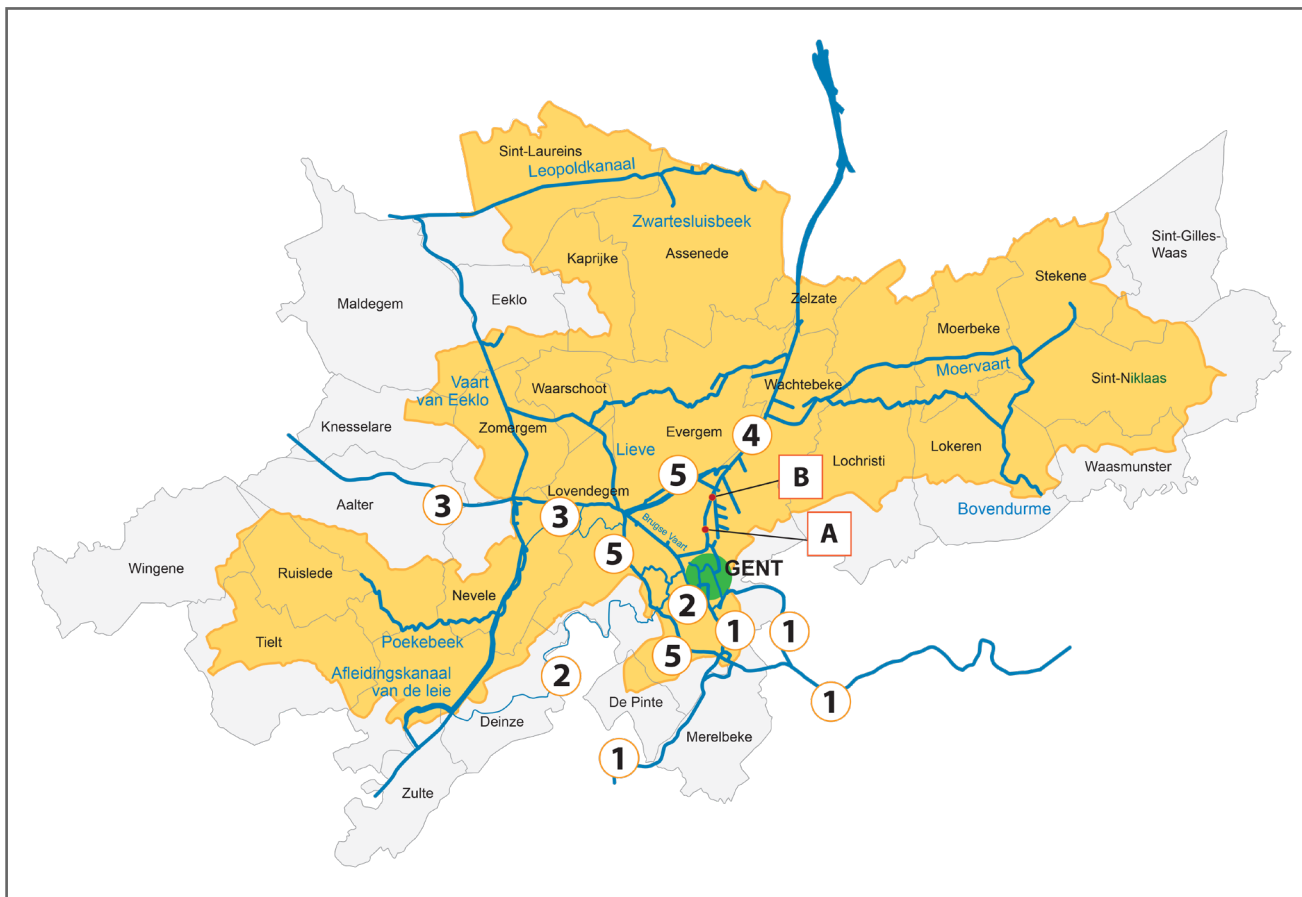 Sint-Laureins
Leopoldkanaal
Zwartesluisbeek
Sint-Gilles-
Waas
Kaprijke
Assenede
Stekene
Maldegem
Eeklo
Zelzate
Moerbeke
Moervaart
Sint-Niklaas
Vaart
van Eeklo
Waarschoot
Wachtebeke
Knesselare
Zomergem
Lieve
Evergem
4
Lochristi
Lokeren
Waasmunster
B
5
Lovendegem
Aalter
3
3
Bovendurme
Brugse Vaart
A
5
Wingene
GENT
Ruislede
Nevele
2
1
1
Tielt
Poekebeek
5
Afleidingskanaal
van de leie
2
1
De Pinte
Deinze
Merelbeke
1
Zulte